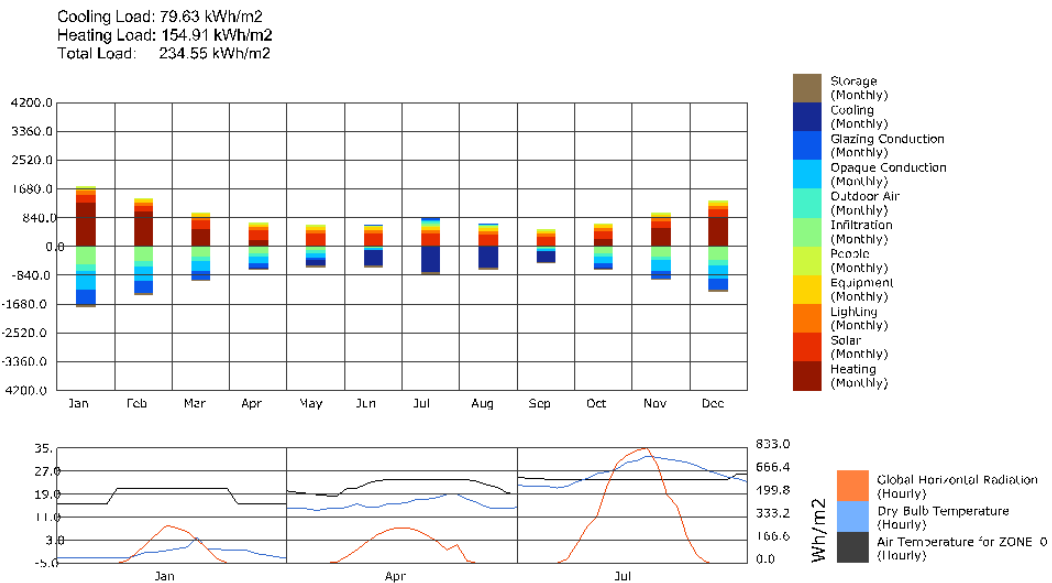 Cooling Load: 79.63 kWh/m2
Heating Load: 154.91 kWh/m2
Total Load: 234.55 kWh/m2
4200.0
3360.0
2520.0
1680.0
840.0
0.0
-840.0
-1680.0
-2520.0
-3360.0
4200.0
Jan Feb Mar Apr May Jun Jul Aug Sep Oct Nov Dec
Storage
(Monthly)
Cooling
(Monthly)
Glazing Conduction
(Monthly)
Opaque Conduction
(Monthly)
Outdoor Air
(Monthly)
Infiltration
(Monthly)
People
(Monthly)
Equipment
(Monthly)
Lighting
(Monthly)
Solar
(Monthly)
Heating
(Monthly)
35.
27.0
19.0
11.0
3.0
-5.0
Jan Apr Jul
833.0
666.4
499.8
333.2
166.6
0.0
Wh/m2
Global Horizontal Radiation
(Hourly)
Dry Bulb Temperature
(Hourly)
Air Temperature for ZONE_0
(Hourly)